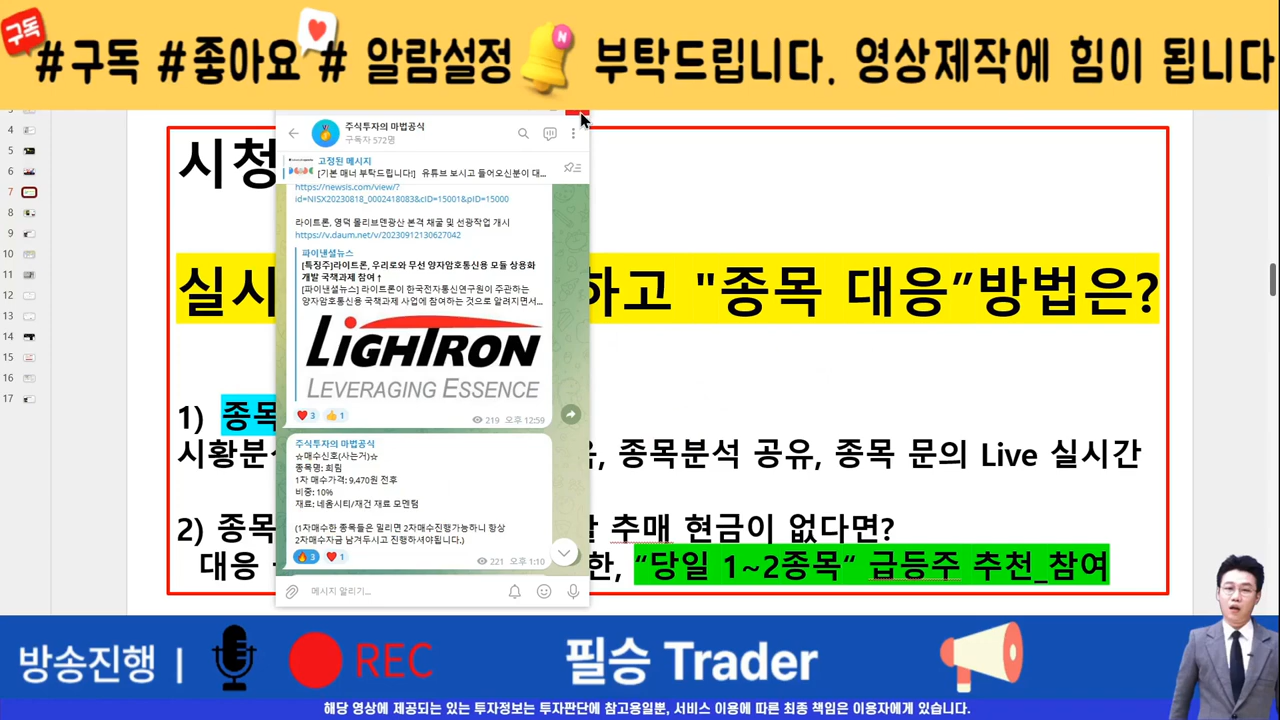 구독
#구독 #좋아요 # 알람설정 N 부탁드립니다. 영상제작에 힘이 됩니다
4
5
6
7
8
9
10
11
12
13
14
15
16
17
시청
실시
하고 "종목 대응”방법은?
1) 종목
시황분
종목분석 공유, 종목 문의 Live 실시간
2) 종목
추매 현금이 없다면?
대응
한, “당일 1~2종목“ 급등주 추천_참여
주식투자의 마법공식
구독자 572명
고정된 메시지
[기본 매너 부탁드립니다!] 유튜브 보시고 들어오신분이 대...
https://newsis.com/view/?
id=NISX20230818_0002418083&cID=15001&pID=15000
라이트론, 영덕 몰리브덴광산 본격 채굴 및 선광작업 개시
https://v.daum.net/v/20230912130627042
파이낸셜뉴스
[특징주]라이트론, 우리로와 무선 양자암호통신용 모듈 상용화
개발 국책과제 참여↑
[파이낸셜뉴스] 라이트론이 한국전자통신연구원이 주관하는
양자암호통신용 국책과제 사업에 참여하는 것으로 알려지면서...
LIGHTRON
LEVERAGING ESSENCE
3 1 219 오후 12:59
주식투자의 마법공식
☆매수신호(사는거)☆
종목명: 희림
1차 매수가격: 9,470원 전후
비중: 10%
재료: 네옴시티/재건 재료 모멘텀
(1차매수한 종목들은 밀리면 2차매수진행가능하니 항상
2차매수자금 남겨두시고 진행하셔야됩니다.)
3 1 221 오후 1:10
메시지 알리기...
방송진행 | REC 필승 Trader
해당 영상에 제공되는 있는 투자정보는 투자판단에 참고용일뿐, 서비스 이용에 따른 최종 책임은 이용자에게 있습니다.